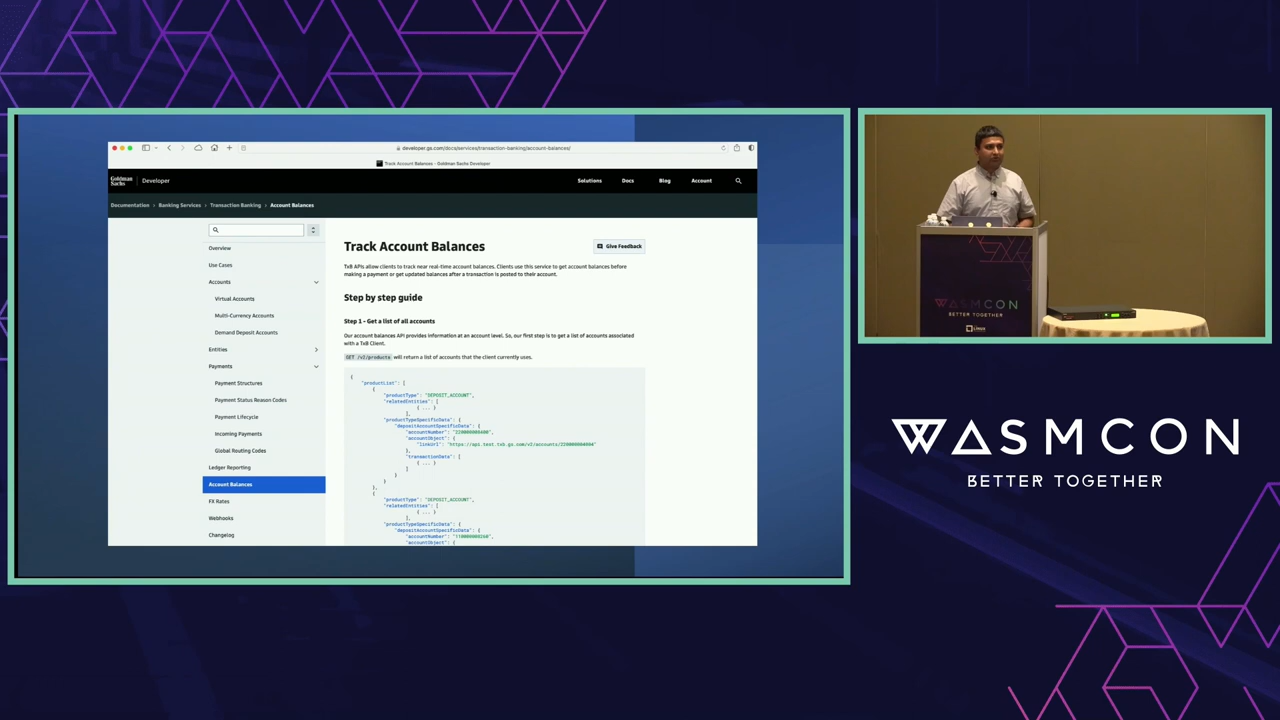 developer.gs.com/docs/services/transaction-banking/account-balances/
Track Account Balances - Goldman Sachs Developer
Goldman
Sachs
Developer
Solutions
Docs
Blog
Account
Documentation > Banking Services > Transaction Banking > Account Balances
Overview
Use Cases
Accounts
Virtual Accounts
Multi-Currency Accounts
Demand Deposit Accounts
Entities
Payments
Payment Structures
Payment Status Reason Codes
Payment Lifecycle
Incoming Payments
Global Routing Codes
Ledger Reporting
Account Balances
FX Rates
Webhooks
Changelog
Track Account Balances
Give Feedback
TxB APIs allow clients to track near real-time account balances. Clients use this service to get account balances before
making a payment or get updated balances after a transaction is posted to their account.
Step by step guide
Step 1 - Get a list of all accounts
Our account balances API provides information at an account level. So, our first step is to get a list of accounts associated
with a TxB Client.
GET /v2/products will return a list of accounts that the client currently uses.
{
"productList": [
{
"productType": "DEPOSIT_ACCOUNT",
"relatedEntities": [
{ ... }
],
"productTypeSpecificData": {
"depositAccountSpecificData": {
"accountNumber":
"accountObject": {
"linkUrl":
},
"transactionData": [
{ ... }
]
}
}
},
{
"productType": "DEPOSIT_ACCOUNT",
"relatedEntities": [
{ ... }
],
"productTypeSpecificData": {
"depositAccountSpecificData": {
"accountNumber":
"accountObject": {
WASMCON
BETTER TOGETHER
LINUX
WASMCON
BETTER TOGETHER